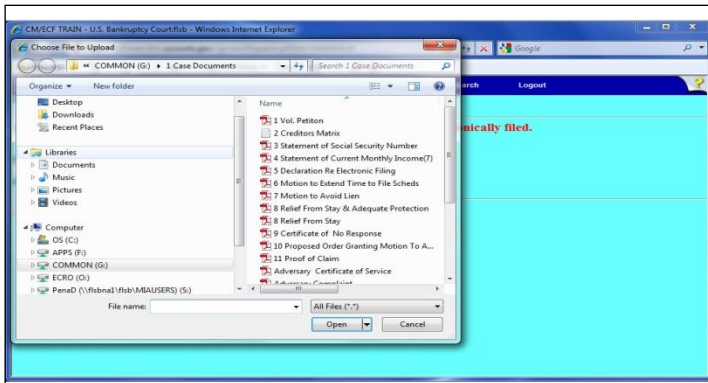 CM/ECF TRAIN - U.S. Bankruptcy Court:flsb - Windows Internet Explorer
Choose File to Upload
« COMMON (G:) ▸ 1 Case Documents
Search 1 Case Documents
Google
Organize ▾ New folder
arch Logout
?
Desktop
Downloads
Recent Places
Libraries
Documents
Music
Pictures
Videos
Computer
OS (C:)
APPS (F:)
COMMON (G:)
ECRO (O:)
PenaD (\\flsbna1\flsb\MIAUSERS) (S:)
Name
1 Vol. Petiton
2 Creditors Matrix
3 Statement of Social Security Number
4 Statement of Current Monthly Income(7)
5 Declaration Re Electronic Filing
6 Motion to Extend Time to File Scheds
7 Motion to Avoid Lien
8 Relief From Stay & Adequate Protection
8 Relief From Stay
9 Certificate of No Response
10 Proposed Order Granting Motion To A...
11 Proof of Claim
Adversary Certificate of Service
Adversary Complaint
nically filed.
File name:
All Files (*.*)
Open
Cancel